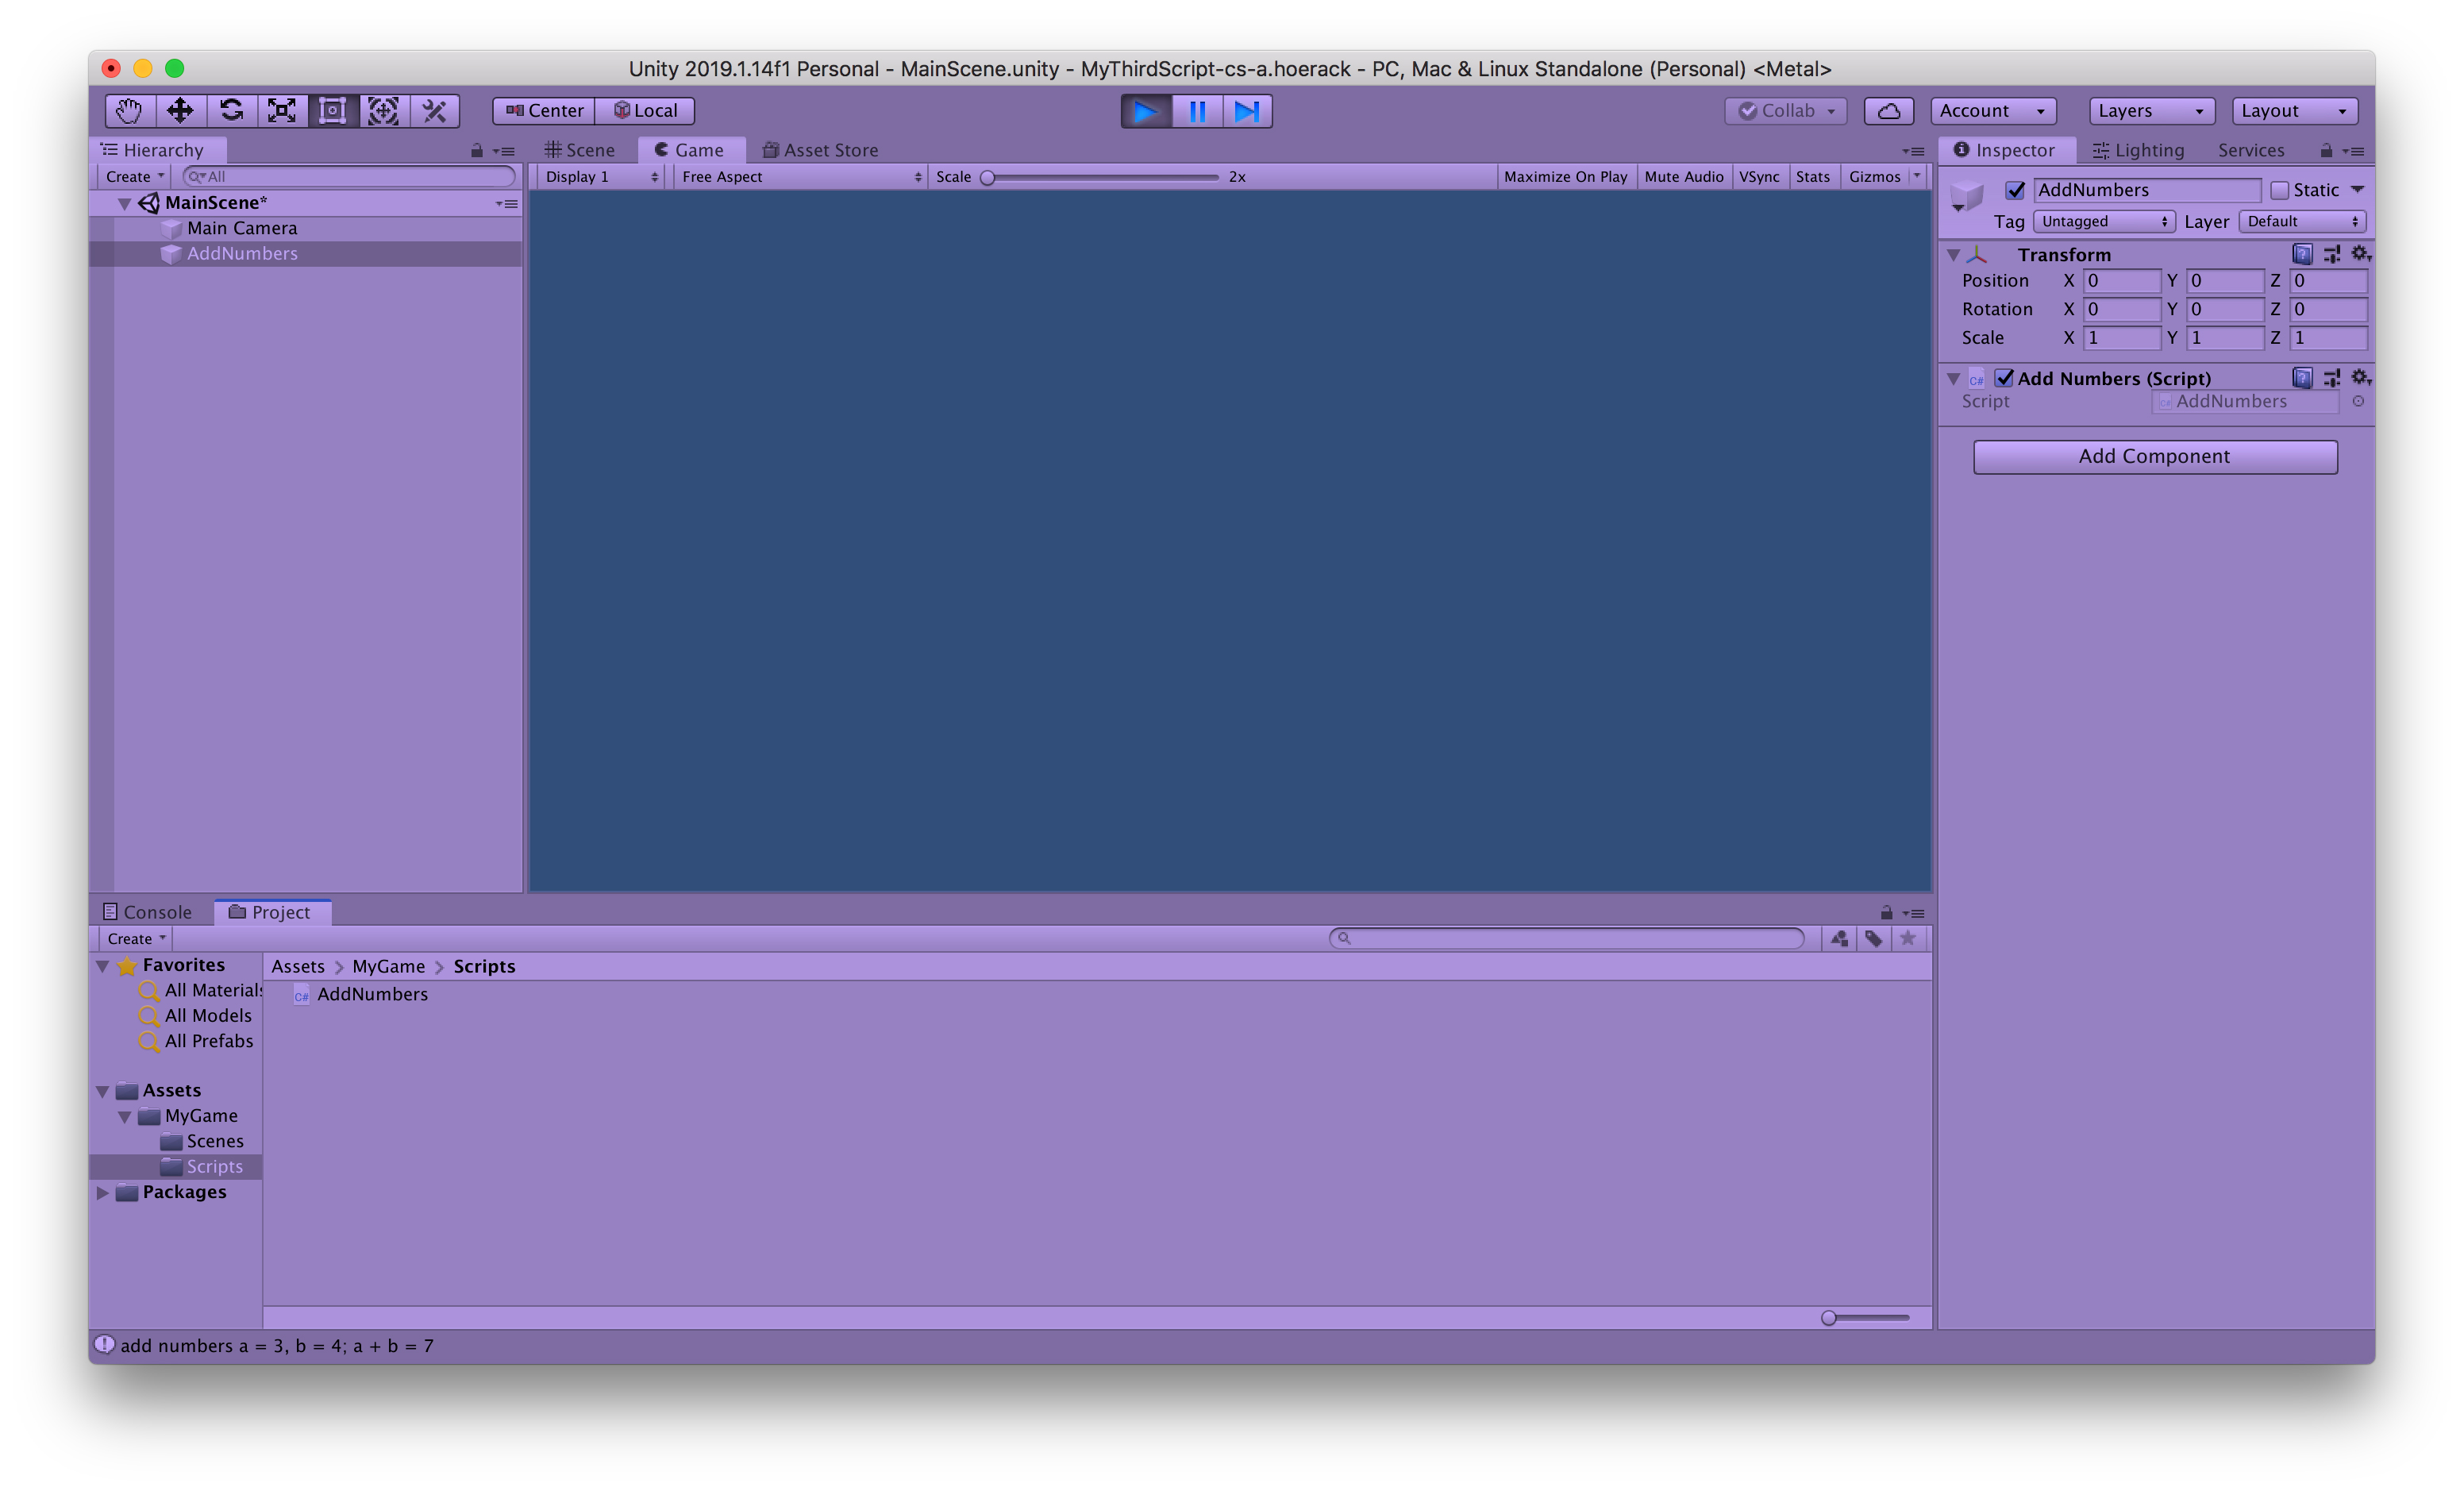 Unity 2019.1.14f1 Personal - MainScene.unity - MyThirdScript-cs-a.hoerack - PC, Mac & Linux Standalone (Personal) <Metal>
Center Local Collab Account Layers Layout
Hierarchy
Create All
MainScene*
Main Camera
AddNumbers
Scene Game Asset Store
Display 1 Free Aspect Scale 2x Maximize On Play Mute Audio VSync Stats Gizmos
Inspector Lighting Services
AddNumbers Static
Tag Untagged Layer Default
Transform
Position X 0 Y 0 Z 0
Rotation X 0 Y 0 Z 0
Scale X 1 Y 1 Z 1
C# Add Numbers (Script)
Script AddNumbers
Add Component
Console Project
Create
Favorites
All Materials
All Models
All Prefabs
Assets
MyGame
Scenes
Scripts
Packages
Assets > MyGame > Scripts
C# AddNumbers
add numbers a = 3, b = 4; a + b = 7